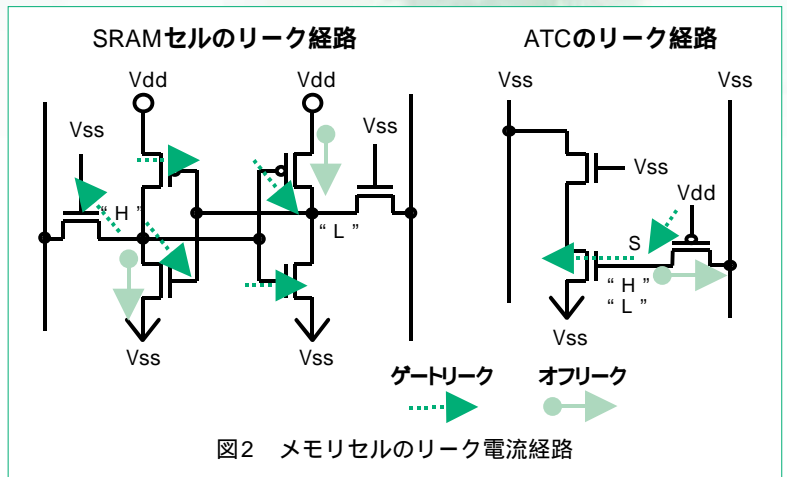 SRAMセルのリーク経路
ATCのリーク経路
Vdd
Vdd
Vss
Vss
Vss
Vss
Vss
Vdd
“H”
“L”
S
“H”
“L”
Vss
Vss
Vss
ゲートリーク
オフリーク
図2 メモリセルのリーク電流経路